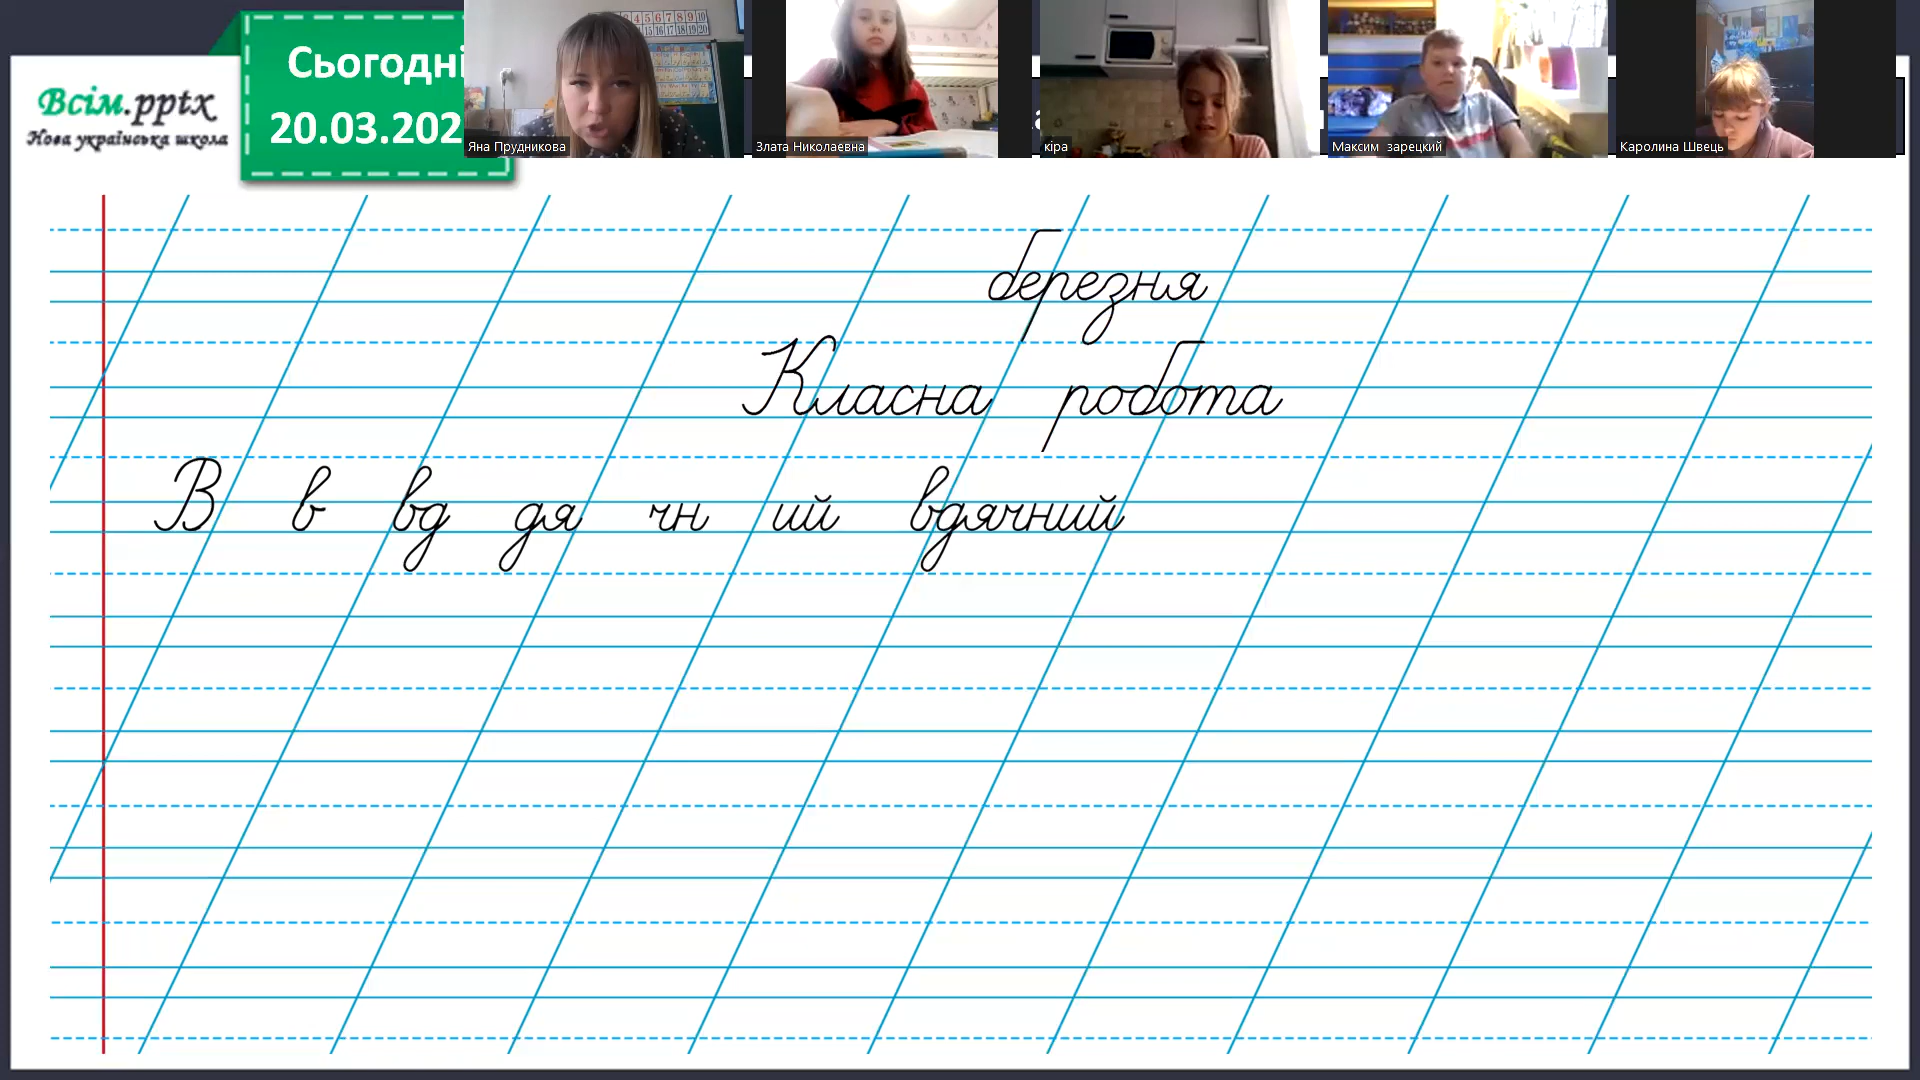 Сьогодні
20.03.202
Всім.pptx
Нова українська школа
Яна Прудникова
Злата Николаевна
кіра
Максим зарецкий
Каролина Швець
березня
Класна робота
В в вд дя чн ий вдячний